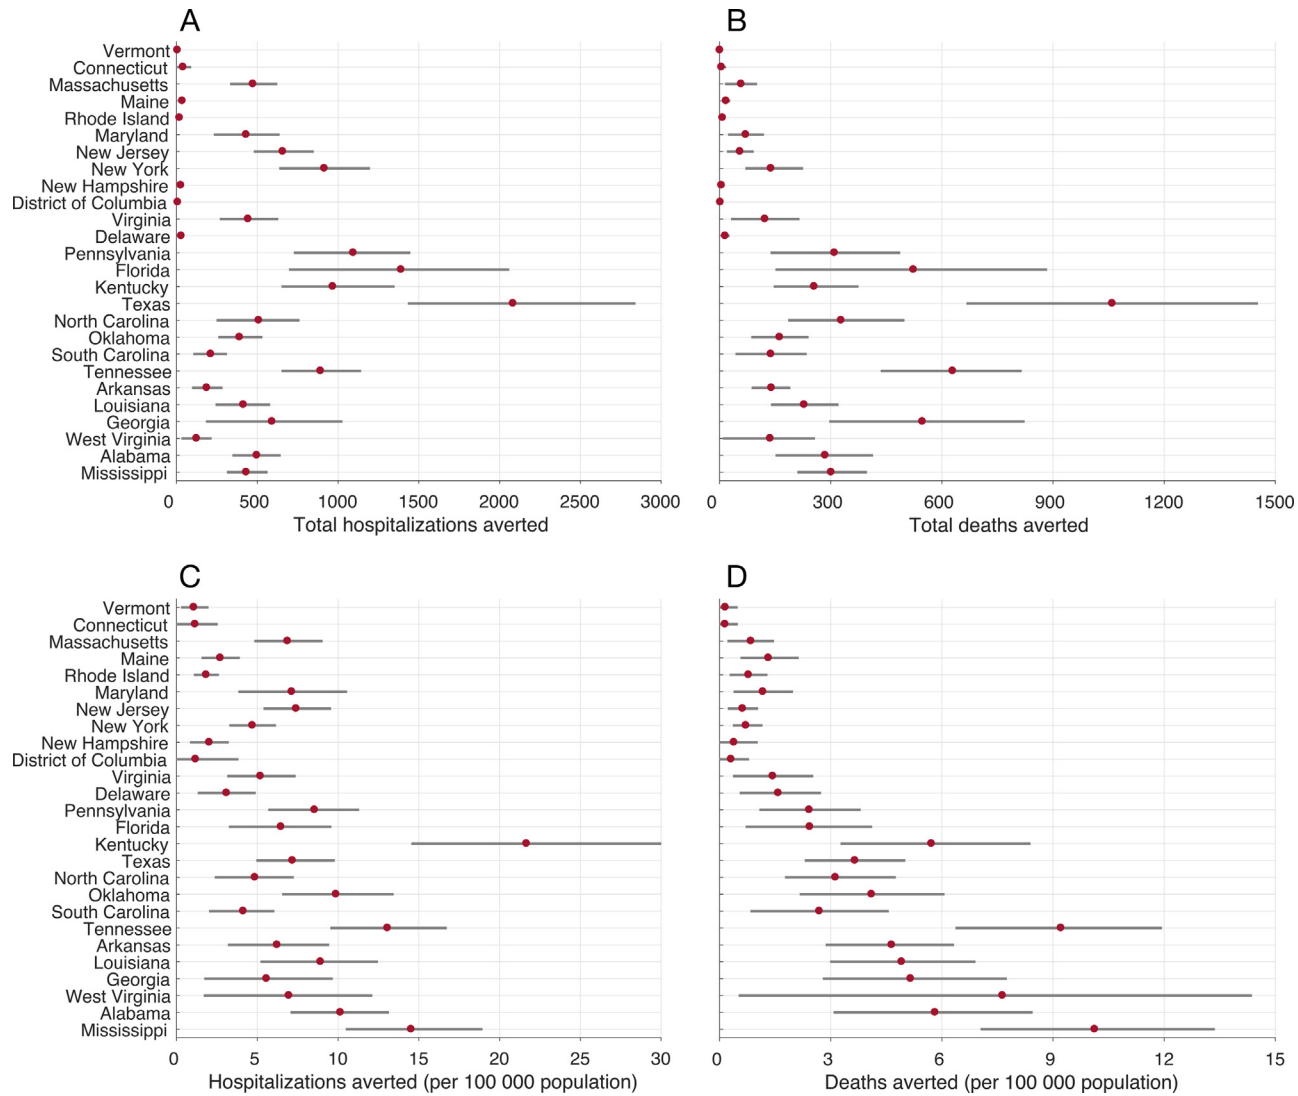 A
B
Vermont
Connecticut
Massachusetts
Maine
Rhode Island
Maryland
New Jersey
New York
New Hampshire
District of Columbia
Virginia
Delaware
Pennsylvania
Florida
Kentucky
Texas
North Carolina
Oklahoma
South Carolina
Tennessee
Arkansas
Louisiana
Georgia
West Virginia
Alabama
Mississippi
0 500 1000 1500 2000 2500 3000
Total hospitalizations averted
0 300 600 900 1200 1500
Total deaths averted
C
D
Vermont
Connecticut
Massachusetts
Maine
Rhode Island
Maryland
New Jersey
New York
New Hampshire
District of Columbia
Virginia
Delaware
Pennsylvania
Florida
Kentucky
Texas
North Carolina
Oklahoma
South Carolina
Tennessee
Arkansas
Louisiana
Georgia
West Virginia
Alabama
Mississippi
0 5 10 15 20 25 30
Hospitalizations averted (per 100 000 population)
0 3 6 9 12 15
Deaths averted (per 100 000 population)